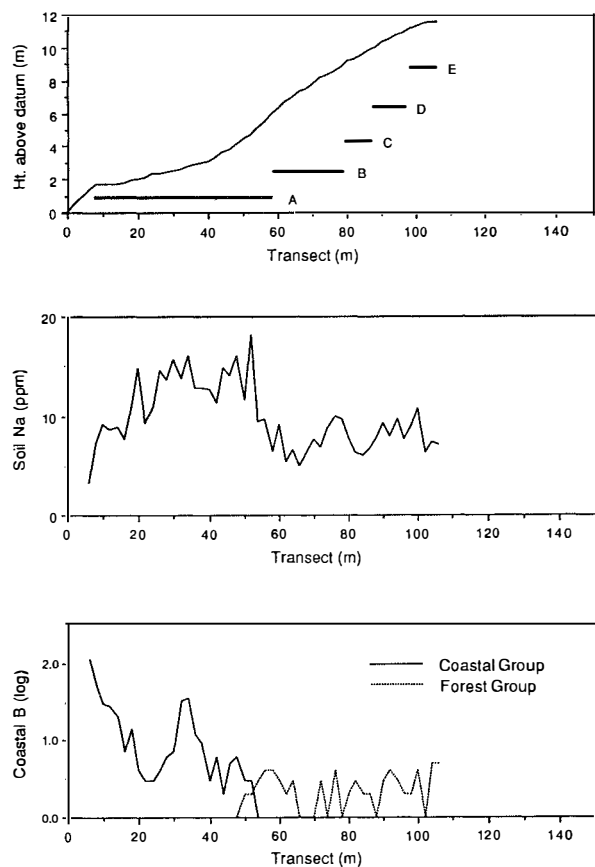 12
10
8
6
4
2
0
Ht. above datum (m)
E
D
C
B
A
0 20 40 60 80 100 120 140
Transect (m)
20
10
0
Soil Na (ppm)
0 20 40 60 80 100 120 140
Transect (m)
2.0
1.0
0.0
Coastal B (log)
Coastal Group
Forest Group
0 20 40 60 80 100 120 140
Transect (m)